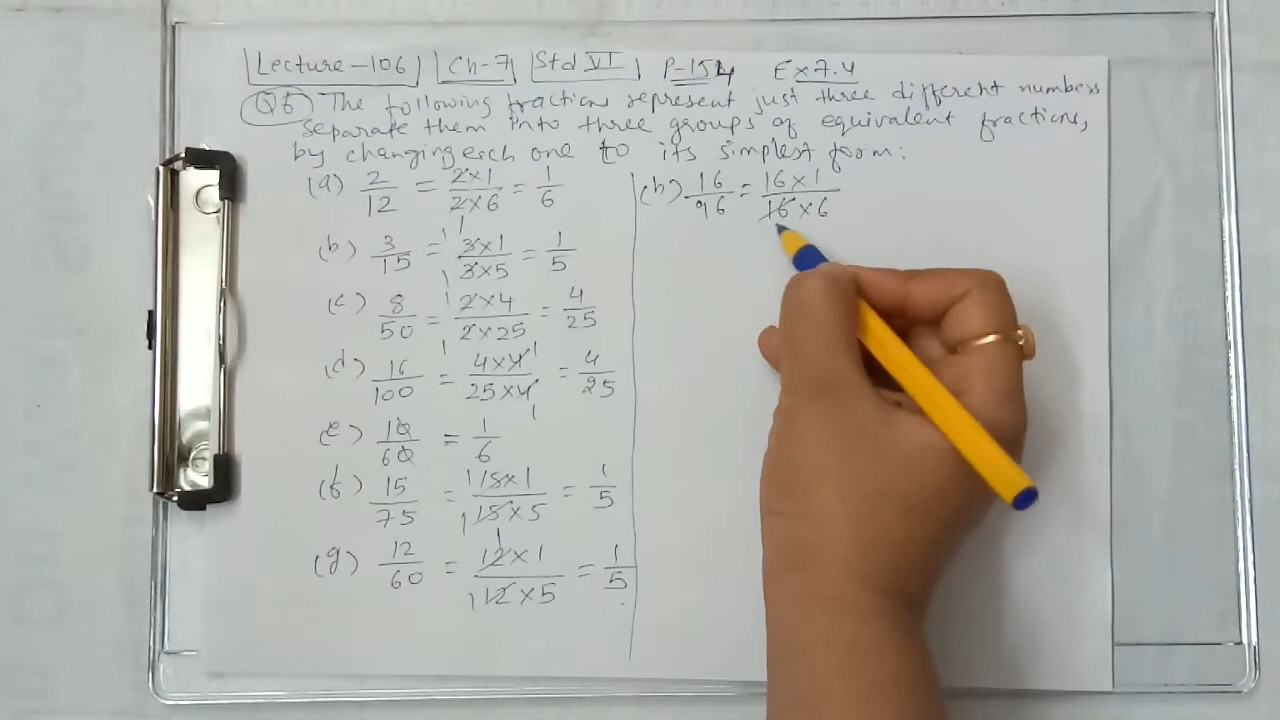 Lecture-106 Ch-7 Std VI P-154 Ex 7.4
Q6 The following fractions represent just three different numbers
separate them into three groups of equivalent fractions,
by changing each one to its simplest form:
(a) 2/12 = 2×1/2×6 = 1/6
(b) 3/15 = 3×1/3×5 = 1/5
(c) 8/50 = 2×4/2×25 = 4/25
(d) 16/100 = 4×4/25×4 = 4/25
(e) 10/60 = 1/6
(f) 15/75 = 15×1/15×5 = 1/5
(g) 12/60 = 12×1/12×5 = 1/5
(h) 16/96 = 16×1/16×6